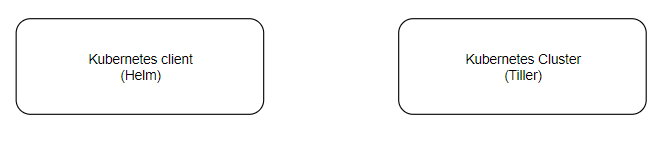 Kubernetes client
(Helm)
Kubernetes Cluster
(Tiller)